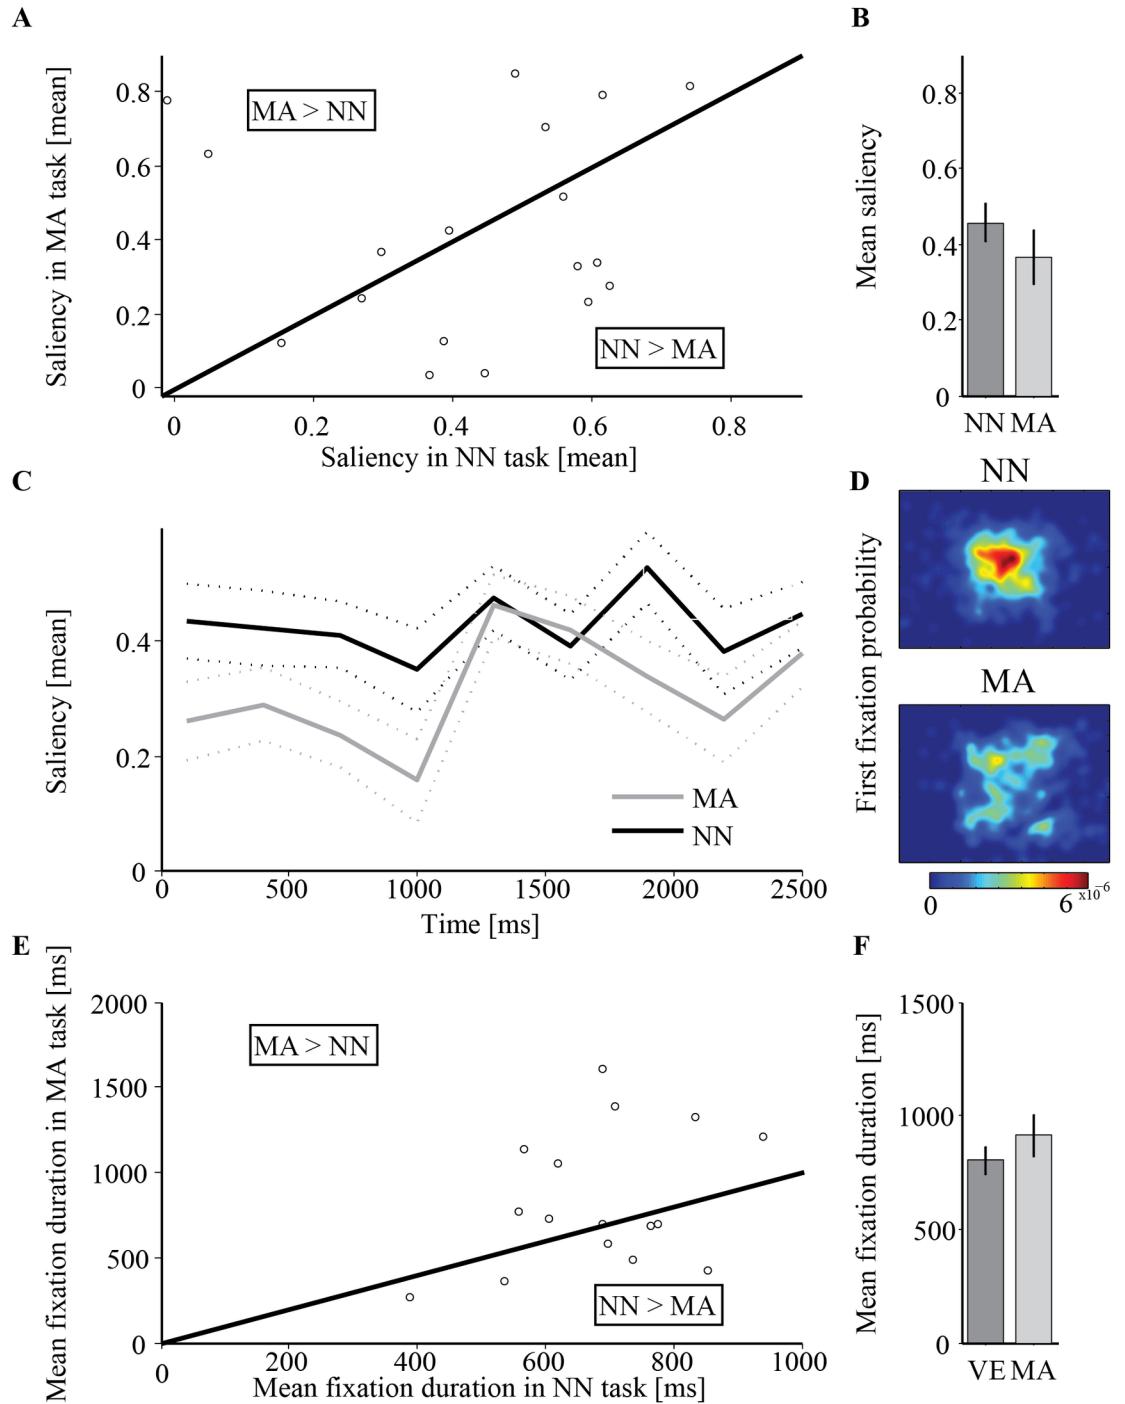 A
B
Saliency in MA task [mean]
0.8
0.6
0.4
0.2
0
MA > NN
NN > MA
0
0.2
0.4
0.6
0.8
Saliency in NN task [mean]
Mean saliency
0.8
0.6
0.4
0.2
0
NN MA
C
D
Saliency [mean]
0.4
0.2
0
MA
NN
0
500
1000
1500
2000
2500
Time [ms]
First fixation probability
NN
MA
0
6 x10⁻⁶
E
F
Mean fixation duration in MA task [ms]
2000
1500
1000
500
0
MA > NN
NN > MA
0
200
400
600
800
1000
Mean fixation duration in NN task [ms]
Mean fixation duration [ms]
1500
1000
500
0
VE MA